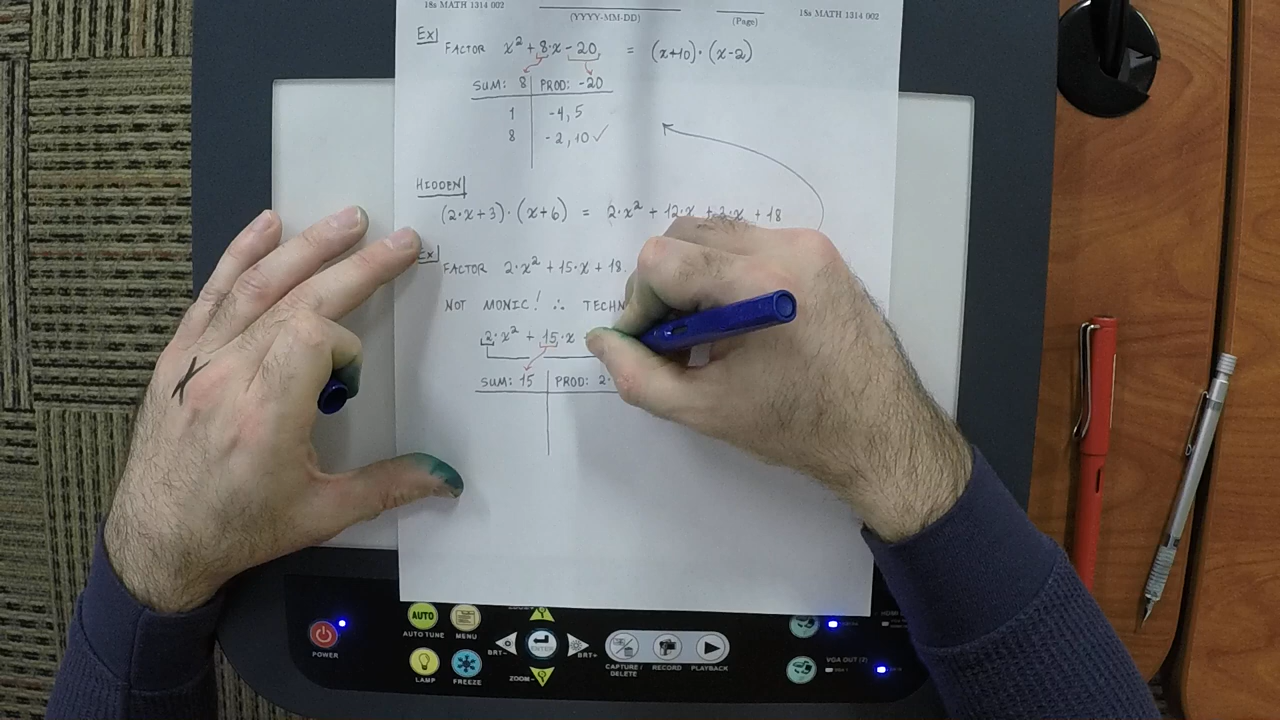 18s MATH 1314 002
(YYYY-MM-DD)
(Page)
18s MATH 1314 002
Ex
FACTOR x² + 8·x - 20 = (x+10)·(x-2)
SUM: 8 PROD: -20
1 -4, 5
8 -2, 10 ✓
HIDDEN
(2·x+3)·(x+6) = 2·x² + 12·x + 3·x + 18
Ex
FACTOR 2·x² + 15·x + 18.
NOT MONIC! ∴
2·x² + 15·x
SUM: 15 PROD: 2·
POWER
AUTO
AUTO TUNE
MENU
LAMP
FREEZE
BRT-
ENTER
BRT+
ZOOM-
CAPTURE / DELETE
RECORD
PLAYBACK
VGA OUT (2)